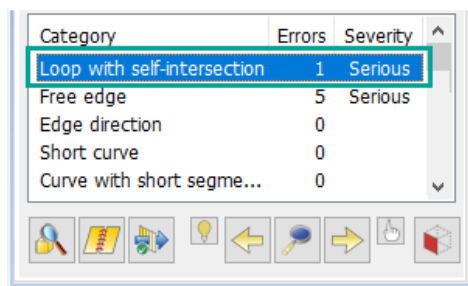 Category Errors Severity
Loop with self-intersection 1 Serious
Free edge 5 Serious
Edge direction 0
Short curve 0
Curve with short segme... 0